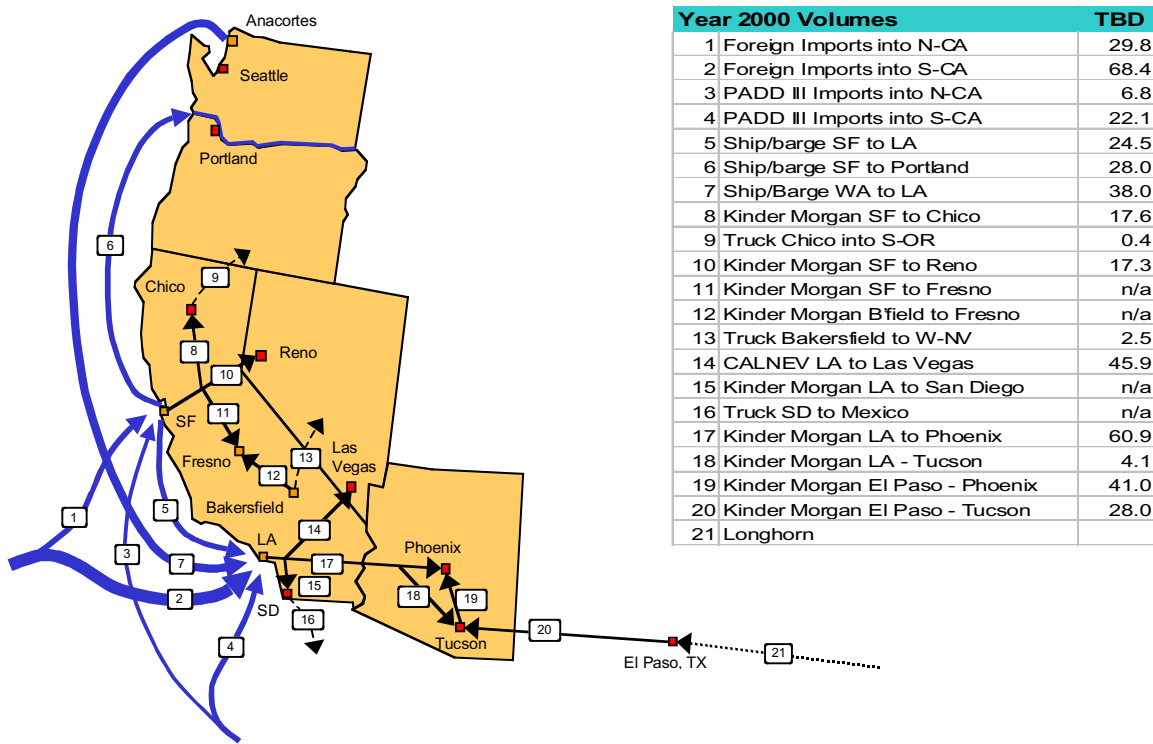 Anacortes
Seattle
Portland
6
9
Chico
8
Reno
10
SF
11
Fresno
13
Las
Vegas
12
Bakersfield
1
5
14
3
LA
Phoenix
7
17
2
15
18
19
SD
16
20
Tucson
4
El Paso, TX
21
Year 2000 Volumes TBD
1 Foreign Imports into N-CA 29.8
2 Foreign Imports into S-CA 68.4
3 PADD III Imports into N-CA 6.8
4 PADD III Imports into S-CA 22.1
5 Ship/barge SF to LA 24.5
6 Ship/barge SF to Portland 28.0
7 Ship/Barge WA to LA 38.0
8 Kinder Morgan SF to Chico 17.6
9 Truck Chico into S-OR 0.4
10 Kinder Morgan SF to Reno 17.3
11 Kinder Morgan SF to Fresno n/a
12 Kinder Morgan B'field to Fresno n/a
13 Truck Bakersfield to W-NV 2.5
14 CALNEV LA to Las Vegas 45.9
15 Kinder Morgan LA to San Diego n/a
16 Truck SD to Mexico n/a
17 Kinder Morgan LA to Phoenix 60.9
18 Kinder Morgan LA - Tucson 4.1
19 Kinder Morgan El Paso - Phoenix 41.0
20 Kinder Morgan El Paso - Tucson 28.0
21 Longhorn